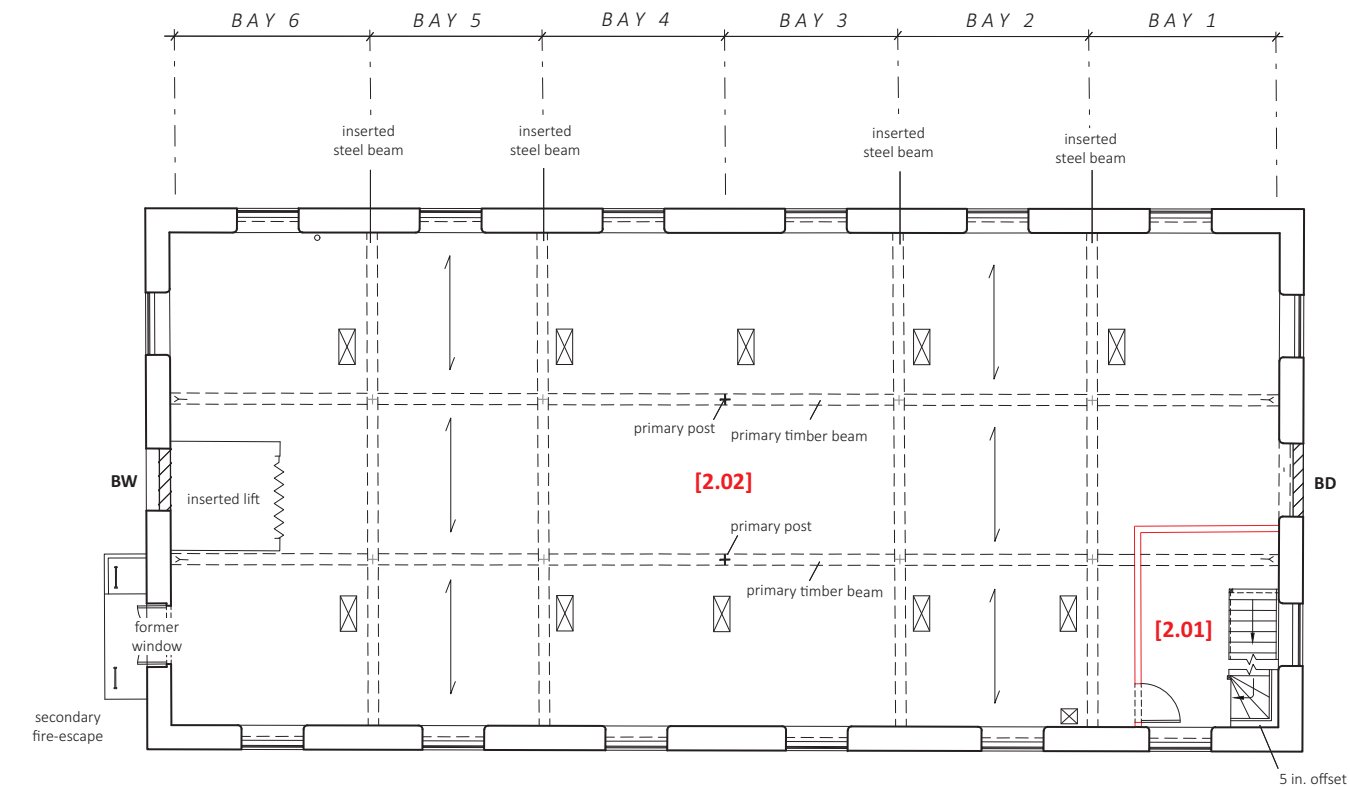 BAY 6
BAY 5
BAY 4
BAY 3
BAY 2
BAY 1
inserted
steel beam
inserted
steel beam
inserted
steel beam
inserted
steel beam
primary post
primary timber beam
[2.02]
BW
BD
inserted lift
primary post
primary timber beam
former
window
[2.01]
secondary
fire-escape
5 in. offset